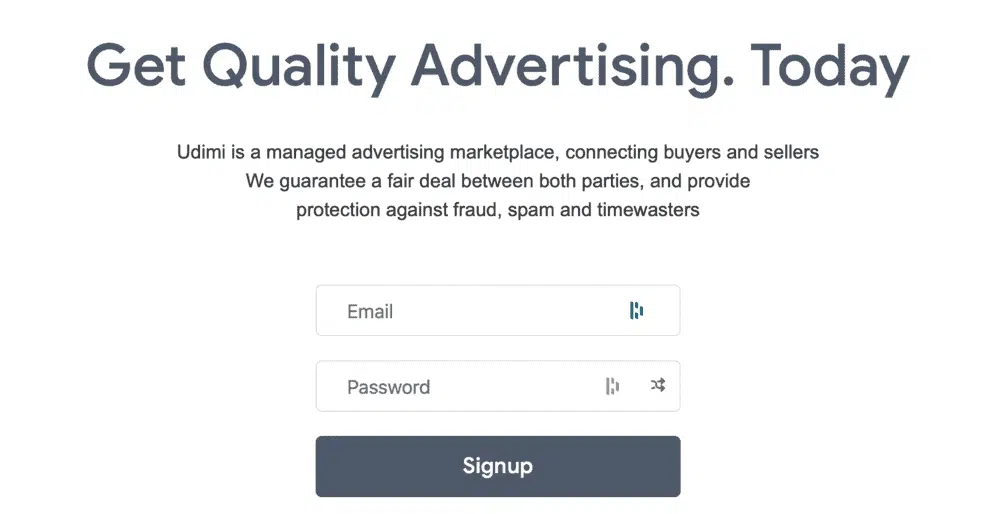 Get Quality Advertising. Today
Udimi is a managed advertising marketplace, connecting buyers and sellers
We guarantee a fair deal between both parties, and provide
protection against fraud, spam and timewasters
Email
Password
Signup